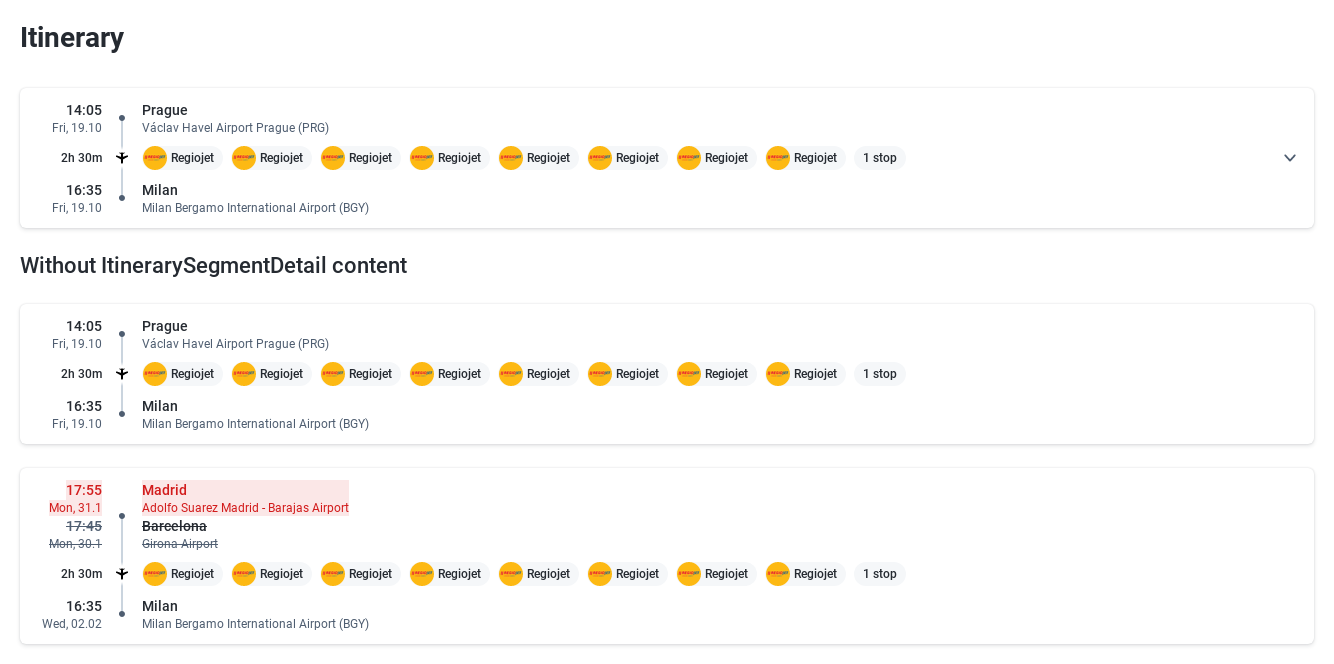 Itinerary
14:05 Prague
Fri, 19.10 Václav Havel Airport Prague (PRG)
2h 30m Regiojet Regiojet Regiojet Regiojet Regiojet Regiojet Regiojet Regiojet 1 stop
16:35 Milan
Fri, 19.10 Milan Bergamo International Airport (BGY)
Without ItinerarySegmentDetail content
14:05 Prague
Fri, 19.10 Václav Havel Airport Prague (PRG)
2h 30m Regiojet Regiojet Regiojet Regiojet Regiojet Regiojet Regiojet Regiojet 1 stop
16:35 Milan
Fri, 19.10 Milan Bergamo International Airport (BGY)
17:55 Madrid
Mon, 31.1 Adolfo Suarez Madrid - Barajas Airport
17:45 Barcelona
Mon, 30.1 Girona Airport
2h 30m Regiojet Regiojet Regiojet Regiojet Regiojet Regiojet Regiojet Regiojet 1 stop
16:35 Milan
Wed, 02.02 Milan Bergamo International Airport (BGY)